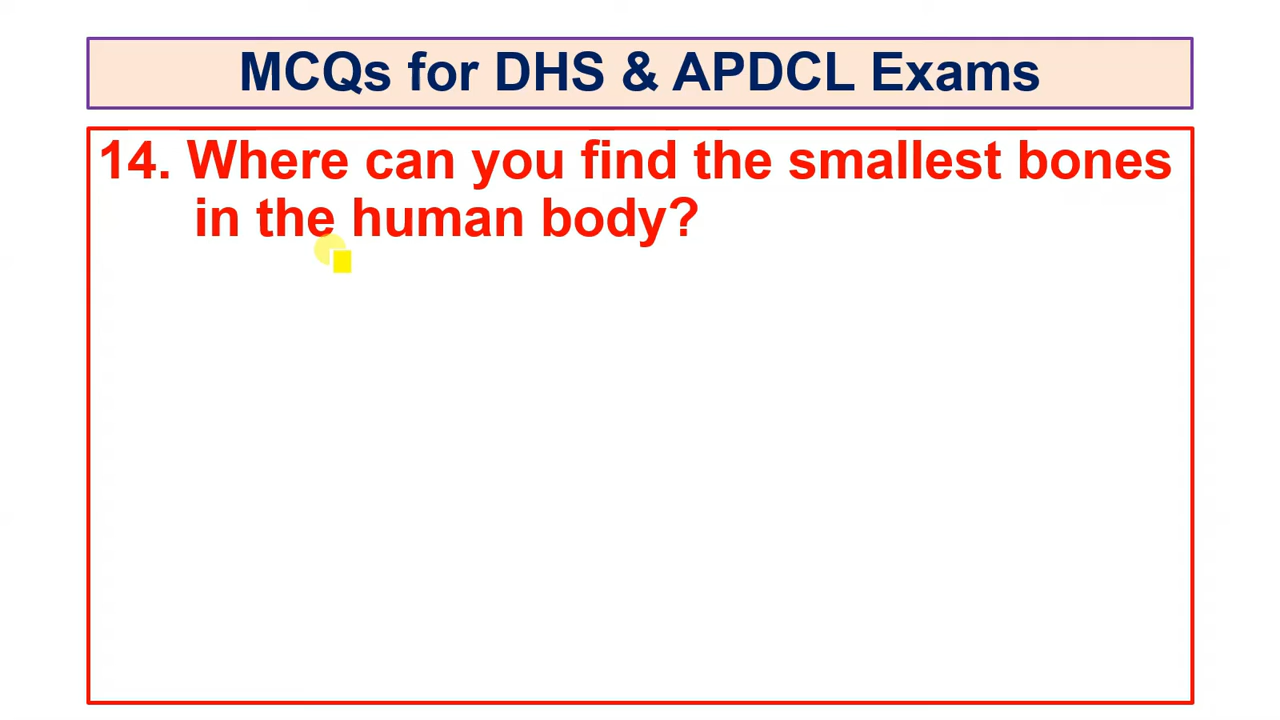 MCQs for DHS & APDCL Exams
14. Where can you find the smallest bones
in the human body?